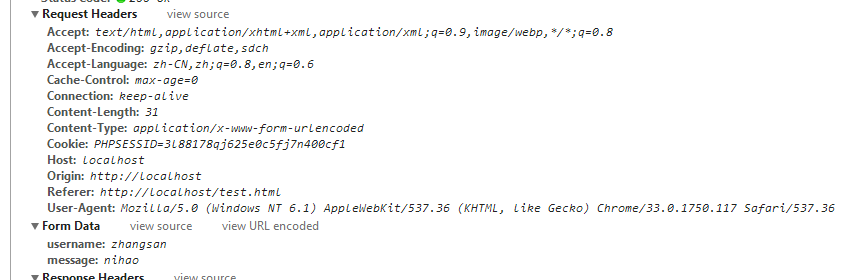 Request Headers view source
Accept: text/html,application/xhtml+xml,application/xml;q=0.9,image/webp,*/*;q=0.8
Accept-Encoding: gzip,deflate,sdch
Accept-Language: zh-CN,zh;q=0.8,en;q=0.6
Cache-Control: max-age=0
Connection: keep-alive
Content-Length: 31
Content-Type: application/x-www-form-urlencoded
Cookie: PHPSESSID=3l88178qj625e0c5fj7n400cf1
Host: localhost
Origin: http://localhost
Referer: http://localhost/test.html
User-Agent: Mozilla/5.0 (Windows NT 6.1) AppleWebKit/537.36 (KHTML, like Gecko) Chrome/33.0.1750.117 Safari/537.36
Form Data view source view URL encoded
username: zhangsan
message: nihao
Response Headers view source